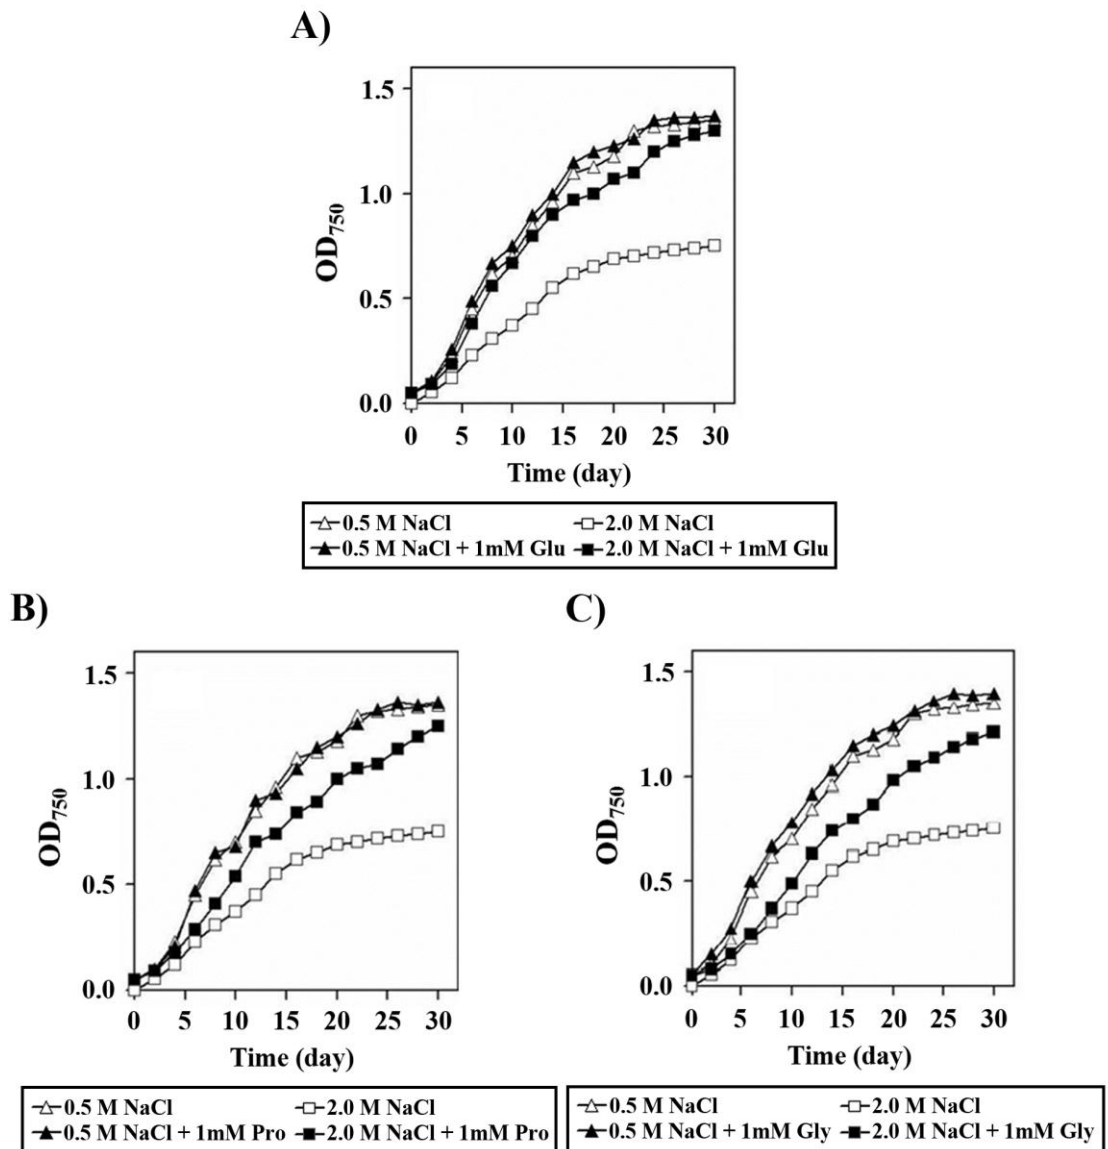 A)
1.5
1.0
0.5
0.0
OD750
0 5 10 15 20 25 30
Time (day)
0.5 M NaCl 2.0 M NaCl
0.5 M NaCl + 1mM Glu 2.0 M NaCl + 1mM Glu
B)
1.5
1.0
0.5
0.0
OD750
0 5 10 15 20 25 30
Time (day)
0.5 M NaCl 2.0 M NaCl
0.5 M NaCl + 1mM Pro 2.0 M NaCl + 1mM Pro
C)
1.5
1.0
0.5
0.0
OD750
0 5 10 15 20 25 30
Time (day)
0.5 M NaCl 2.0 M NaCl
0.5 M NaCl + 1mM Gly 2.0 M NaCl + 1mM Gly